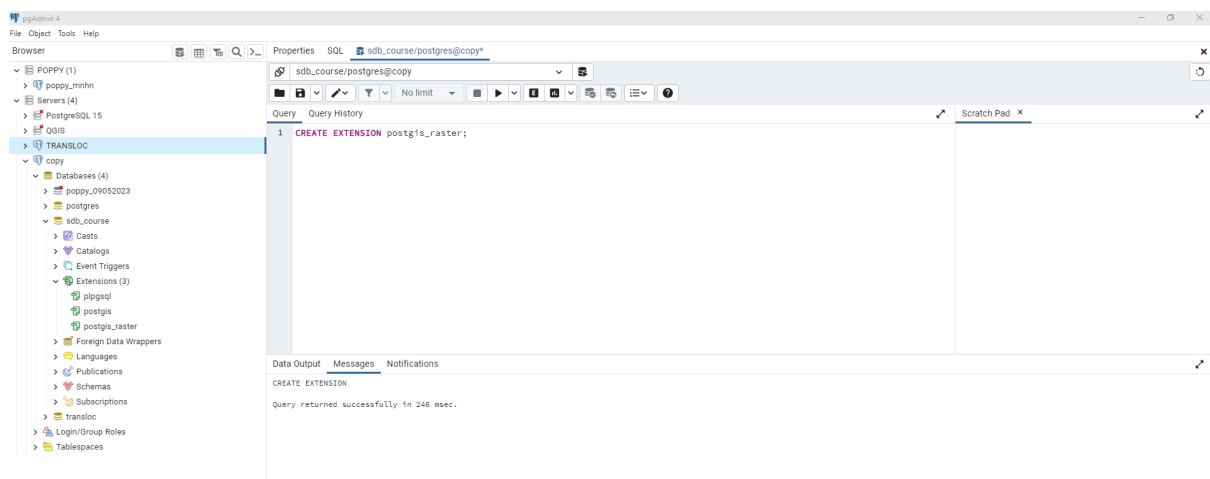 pgAdmin 4
File Object Tools Help
Browser
POPPY (1)
poppy_mnhn
Servers (4)
PostgreSQL 15
QGIS
TRANSLOC
copy
Databases (4)
poppy_09052023
postgres
sdb_course
Casts
Catalogs
Event Triggers
Extensions (3)
plpgsql
postgis
postgis_raster
Foreign Data Wrappers
Languages
Publications
Schemas
Subscriptions
transloc
Login/Group Roles
Tablespaces
Properties SQL sdb_course/postgres@copy*
sdb_course/postgres@copy
No limit
E
Query Query History
1 CREATE EXTENSION postgis_raster;
Scratch Pad
Data Output Messages Notifications
CREATE EXTENSION
Query returned successfully in 246 msec.